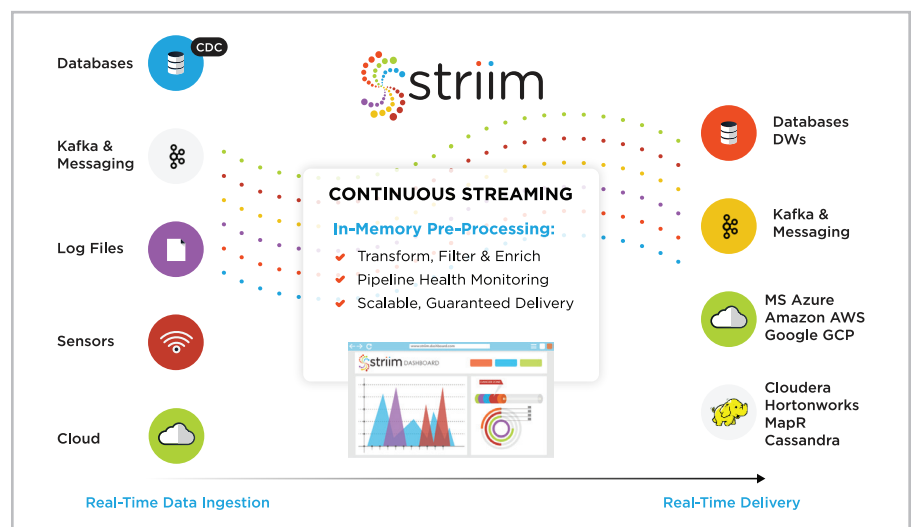 Databases
CDC
Kafka &
Messaging
Log Files
Sensors
Cloud
striim
CONTINUOUS STREAMING
In-Memory Pre-Processing:
Transform, Filter & Enrich
Pipeline Health Monitoring
Scalable, Guaranteed Delivery
striim DASHBOARD
Databases
DWs
Kafka &
Messaging
MS Azure
Amazon AWS
Google GCP
Cloudera
Hortonworks
MapR
Cassandra
Real-Time Data Ingestion
Real-Time Delivery